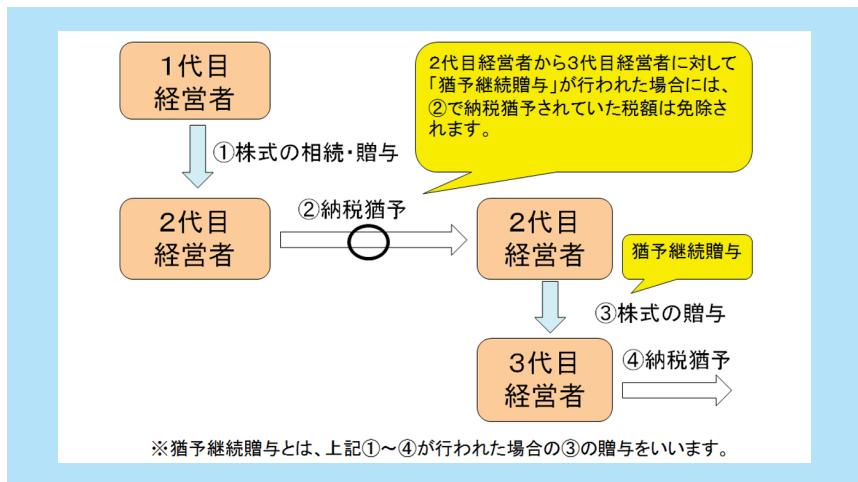 1代目
経営者
①株式の相続・贈与
2代目経営者から3代目経営者に対して
「猶予継続贈与」が行われた場合には、
②で納税猶予されていた税額は免除さ
れます。
2代目
経営者
②納税猶予
2代目
経営者
猶予継続贈与
③株式の贈与
3代目
経営者
④納税猶予
※猶予継続贈与とは、上記①～④が行われた場合の③の贈与をいいます。